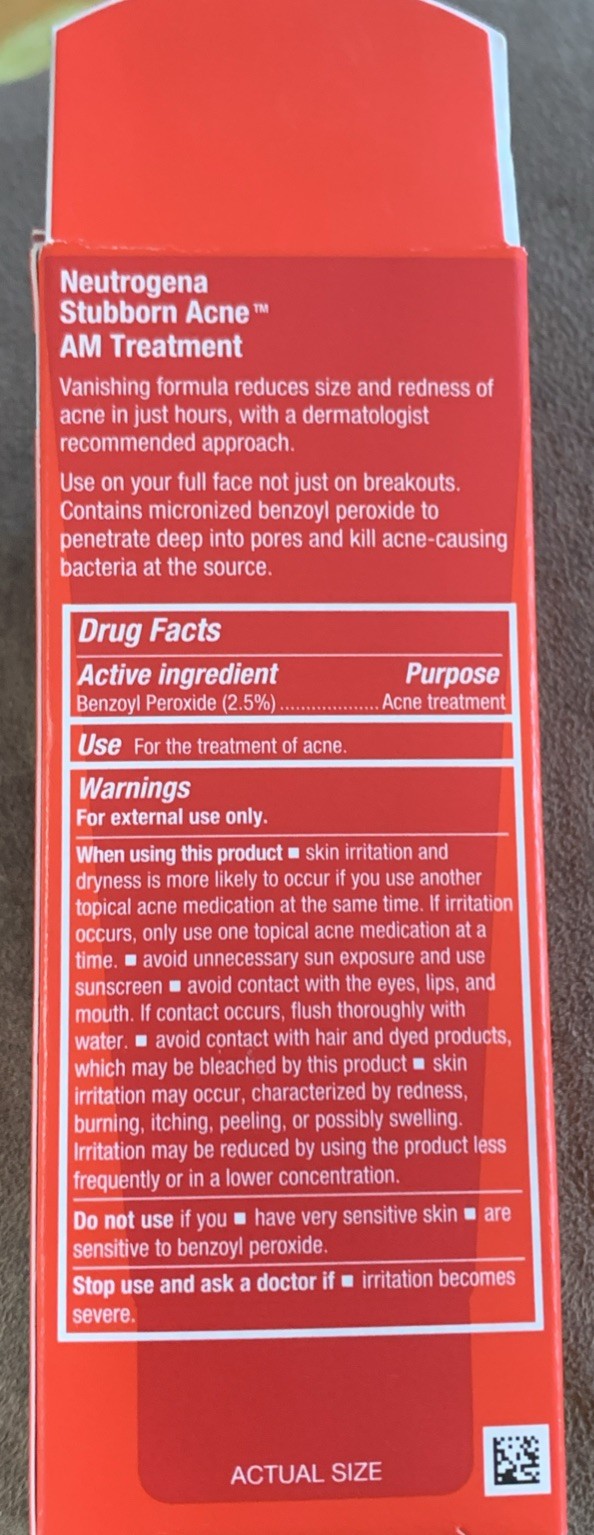 Neutrogena
Stubborn Acne™
AM Treatment
Vanishing formula reduces size and redness of
acne in just hours, with a dermatologist
recommended approach.
Use on your full face not just on breakouts.
Contains micronized benzoyl peroxide to
penetrate deep into pores and kill acne-causing
bacteria at the source.
Drug Facts
Active ingredient Purpose
Benzoyl Peroxide (2.5%)...................Acne treatment
Use For the treatment of acne.
Warnings
For external use only.
When using this product ■ skin irritation and
dryness is more likely to occur if you use another
topical acne medication at the same time. If irritation
occurs, only use one topical acne medication at a
time. ■ avoid unnecessary sun exposure and use
sunscreen ■ avoid contact with the eyes, lips, and
mouth. If contact occurs, flush thoroughly with
water. ■ avoid contact with hair and dyed products,
which may be bleached by this product ■ skin
irritation may occur, characterized by redness,
burning, itching, peeling, or possibly swelling.
Irritation may be reduced by using the product less
frequently or in a lower concentration.
Do not use if you ■ have very sensitive skin ■ are
sensitive to benzoyl peroxide.
Stop use and ask a doctor if ■ irritation becomes
severe.
ACTUAL SIZE